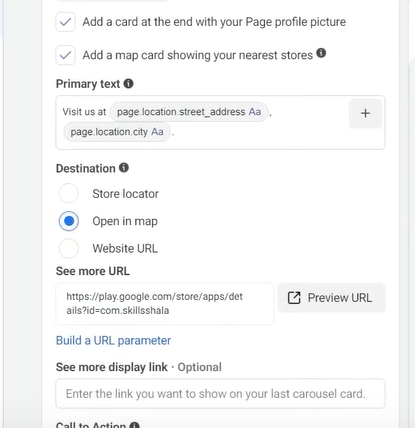 Add a card at the end with your Page profile picture
Add a map card showing your nearest stores
Primary text
Visit us at page.location.street_address Aa ,
page.location.city Aa .
+
Destination
Store locator
Open in map
Website URL
See more URL
https://play.google.com/store/apps/det
ails?id=com.skillsshala
Preview URL
Build a URL parameter
See more display link · Optional
Enter the link you want to show on your last carousel card.
Call to Action